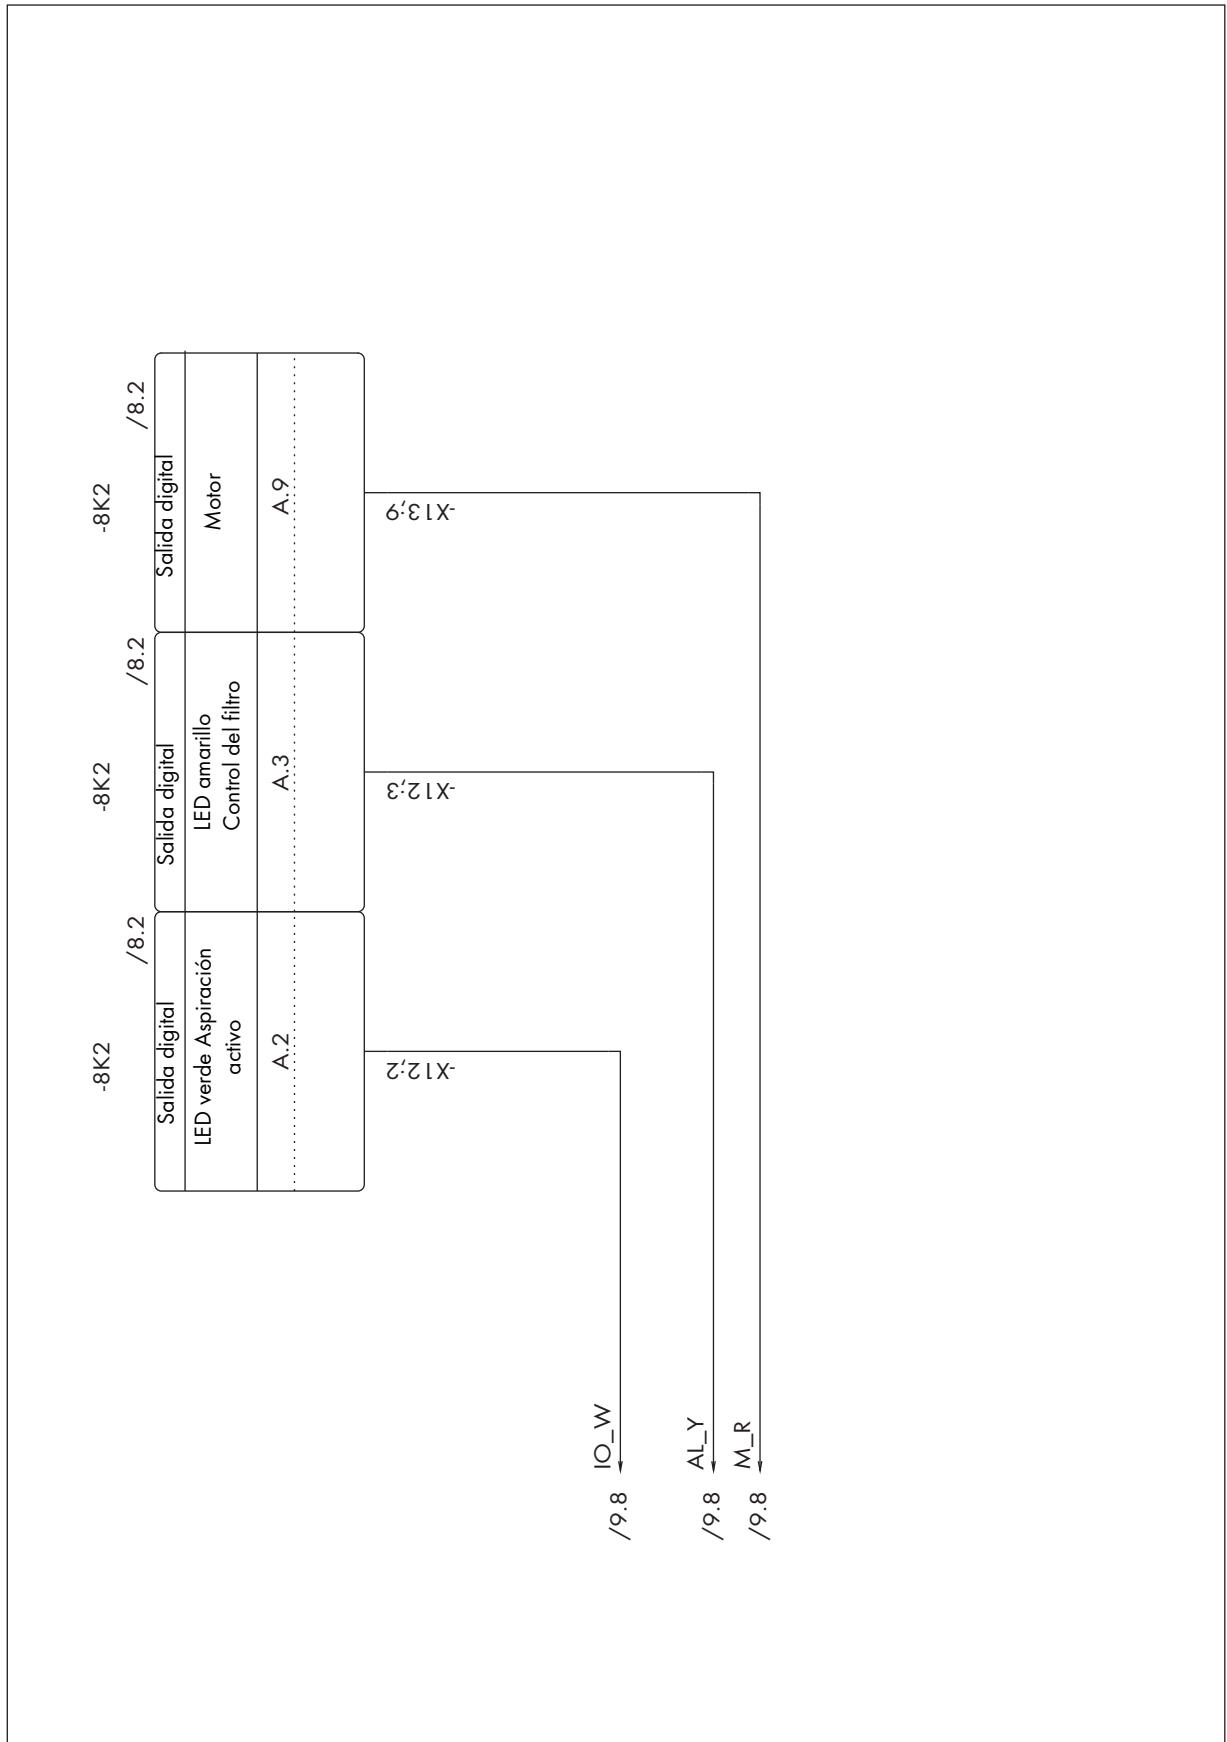 -8K2
/8.2
Salida digital
LED verde Aspiración
activo
A.2
-X12;2
-8K2
/8.2
Salida digital
LED amarillo
Control del filtro
A.3
-X12;3
-8K2
/8.2
Salida digital
Motor
A.9
-X13;9
IO_W
/9.8
AL_Y
/9.8
M_R
/9.8